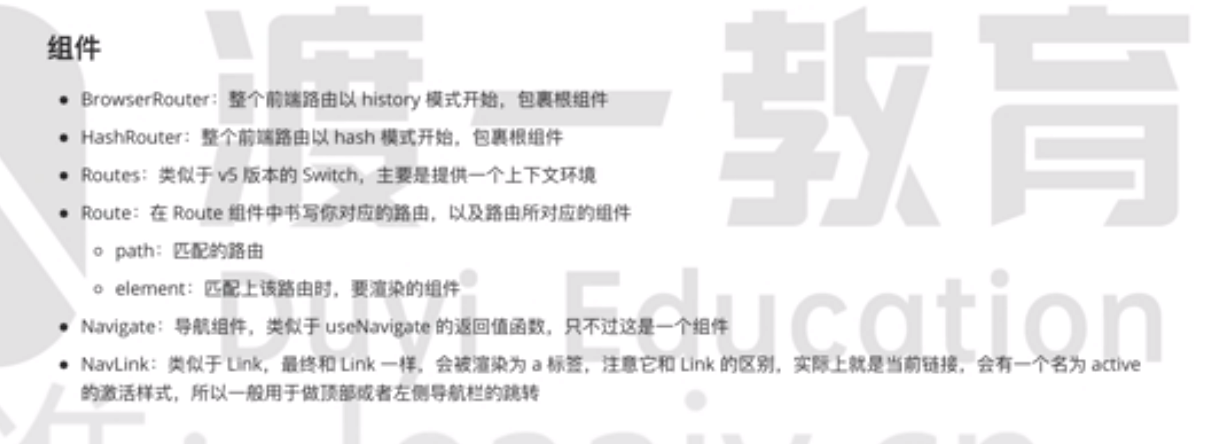 组件
BrowserRouter：整个前端路由以 history 模式开始，包裹根组件
HashRouter：整个前端路由以 hash 模式开始，包裹根组件
Routes：类似于 v5 版本的 Switch，主要是提供一个上下文环境
Route：在 Route 组件中书写你对应的路由，以及路由所对应的组件
path：匹配的路由
element：匹配上该路由时，要渲染的组件
Navigate：导航组件，类似于 useNavigate 的返回值函数，只不过这是一个组件
NavLink：类似于 Link，最终和 Link 一样，会被渲染为 a 标签，注意它和 Link 的区别，实际上就是当前链接，会有一个名为 active
的激活样式，所以一般用于做顶部或者左侧导航栏的跳转
渡一教育
Duyi Education